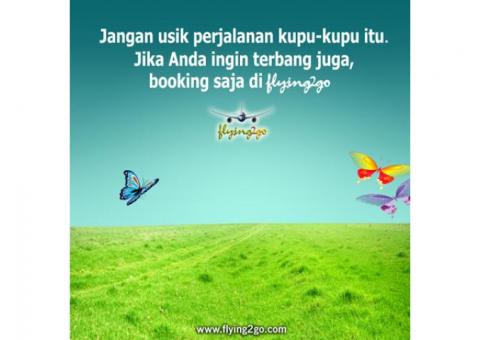 Jangan usik perjalanan kupu-kupu itu.
Jika Anda ingin terbang juga,
booking saja di flying2go
flying2go
www.flying2go.com